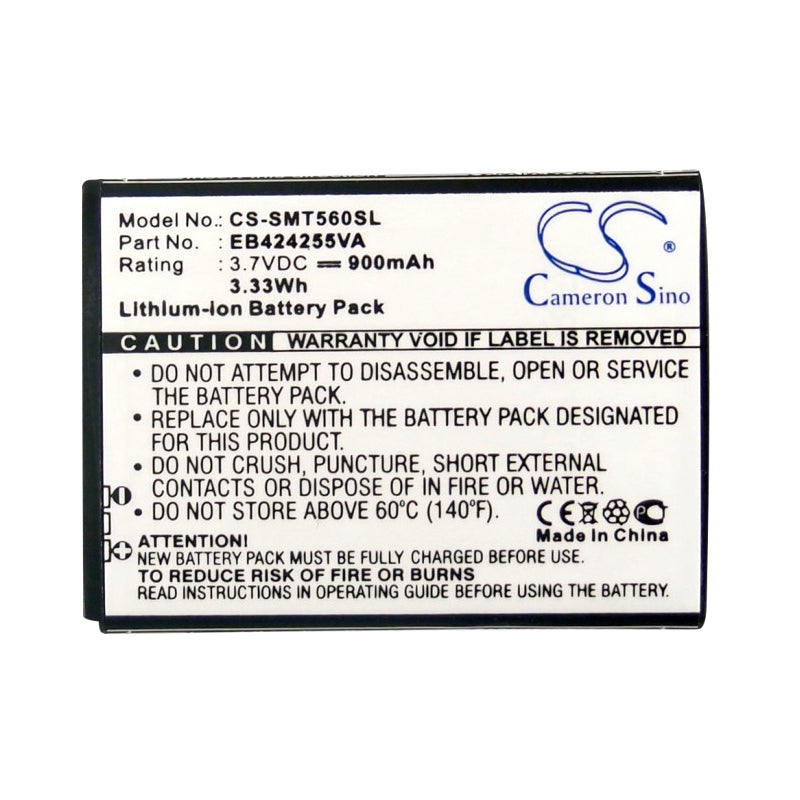 Model No.: CS-SMT560SL
Part No. : EB424255VA
Rating : 3.7VDC ⎓ 900mAh
3.33Wh
Lithium-ion Battery Pack
CS ®
Cameron Sino
CAUTION WARRANTY VOID IF LABEL IS REMOVED
• DO NOT ATTEMPT TO DISASSEMBLE, OPEN OR SERVICE
THE BATTERY PACK.
• REPLACE ONLY WITH THE BATTERY PACK DESIGNATED
FOR THIS PRODUCT.
• DO NOT CRUSH, PUNCTURE, SHORT EXTERNAL
CONTACTS OR DISPOSE OF IN FIRE OR WATER.
• DO NOT STORE ABOVE 60°C (140°F).
CE
Made In China
ATTENTION!
NEW BATTERY PACK MUST BE FULLY CHARGED BEFORE USE
TO REDUCE RISK OF FIRE OR BURNS
READ INSTRUCTIONS IN OPERATING GUIDE BEFORE USE.